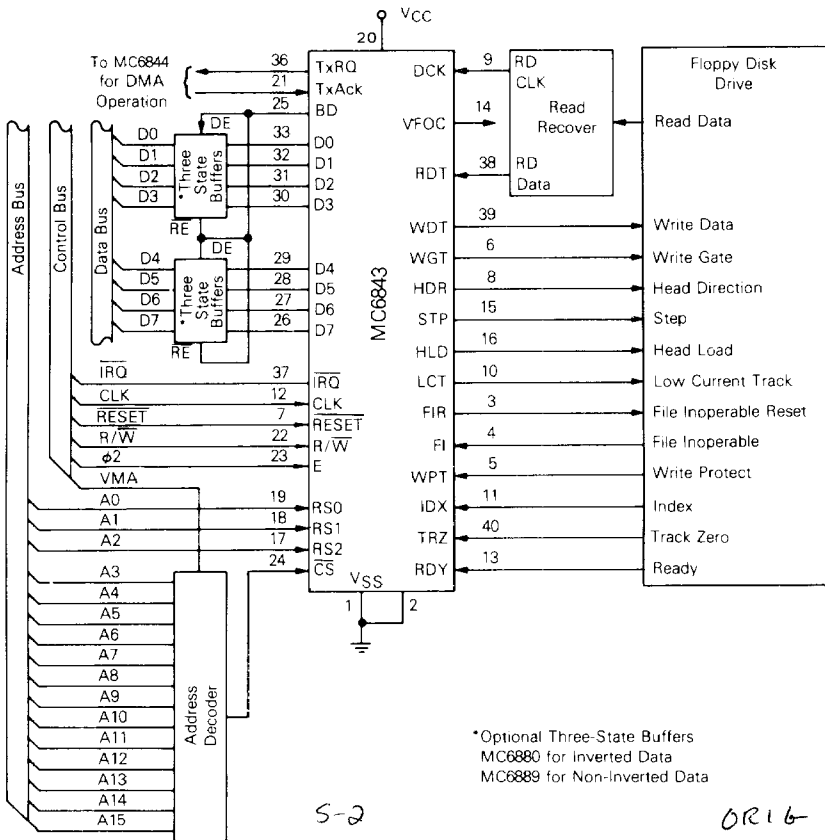 VCC
20
To MC6844
for DMA
Operation
36
TxRQ
21
TxAck
25
BD
DE
D0
33
D0
D1
32
D1
D2
31
D2
D3
30
D3
*Three
State
Buffers
RE
DE
D4
29
D4
D5
28
D5
D6
27
D6
D7
26
D7
*Three
State
Buffers
RE
Address Bus
Control Bus
Data Bus
IRQ
37
IRQ
CLK
12
CLK
RESET
7
RESET
R/W
22
R/W
φ2
23
E
VMA
A0
19
RS0
A1
18
RS1
A2
17
RS2
24
CS
A3
A4
A5
A6
A7
A8
A9
A10
A11
A12
A13
A14
A15
Address
Decoder
MC6843
VSS
1
2
DCK
9
RD
CLK
VFOC
14
Read
Recover
RDT
38
RD
Data
Floppy Disk
Drive
Read Data
WDT
39
Write Data
WGT
6
Write Gate
HDR
8
Head Direction
STP
15
Step
HLD
16
Head Load
LCT
10
Low Current Track
FIR
3
File Inoperable Reset
FI
4
File Inoperable
WPT
5
Write Protect
IDX
11
Index
TRZ
40
Track Zero
RDY
13
Ready
*Optional Three-State Buffers
MC6880 for Inverted Data
MC6889 for Non-Inverted Data
S-2
ORIG